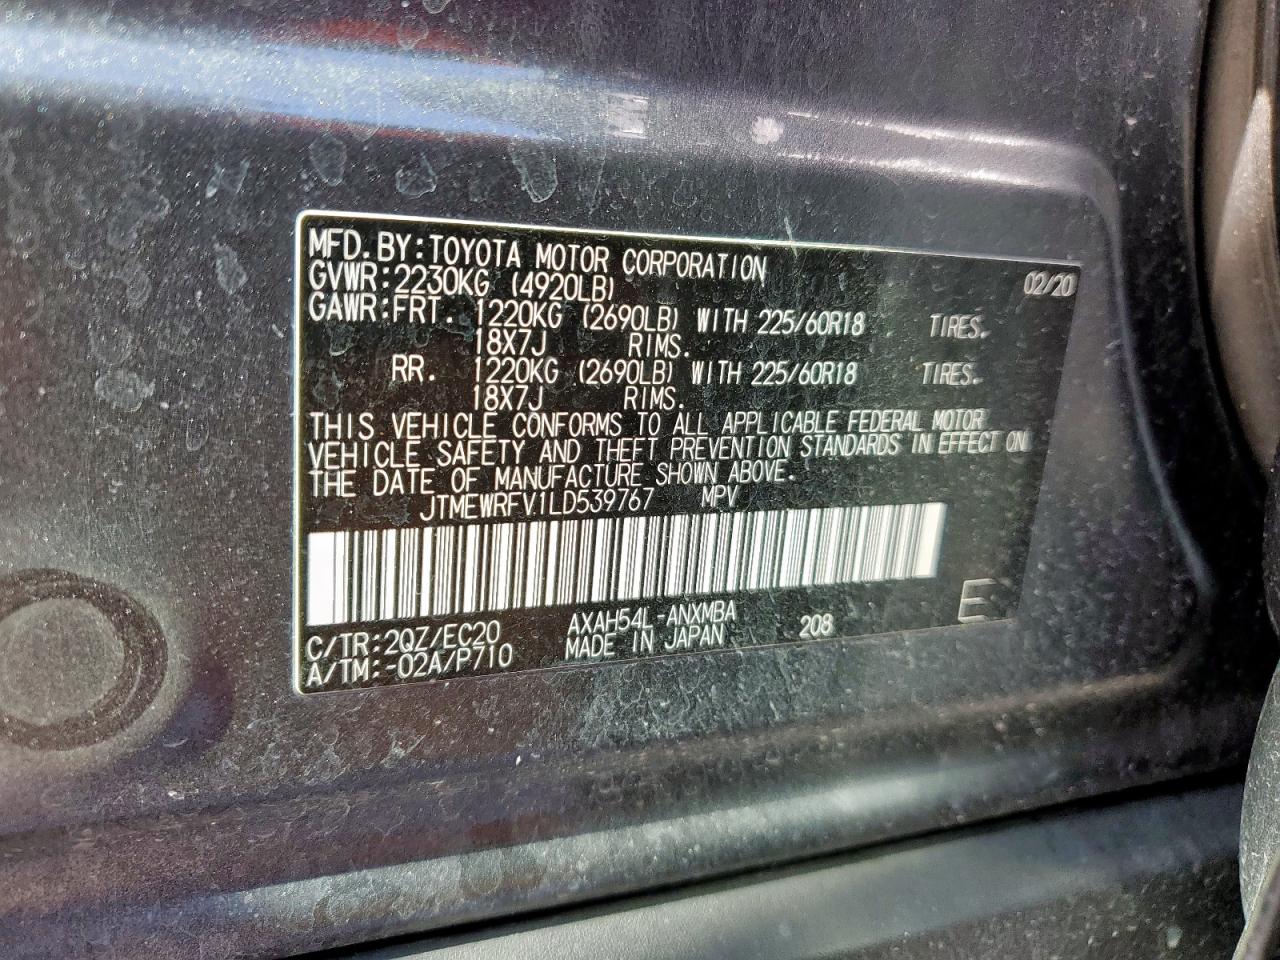 MFD.BY:TOYOTA MOTOR CORPORATION 02/20
GVWR:2230KG (4920LB)
GAWR:FRT. 1220KG (2690LB) WITH 225/60R18 TIRES.
18X7J RIMS.
RR. 1220KG (2690LB) WITH 225/60R18 TIRES.
18X7J RIMS.
THIS VEHICLE CONFORMS TO ALL APPLICABLE FEDERAL MOTOR
VEHICLE SAFETY AND THEFT PREVENTION STANDARDS IN EFFECT ON
THE DATE OF MANUFACTURE SHOWN ABOVE.
JTMEWRFV1LD539767 MPV
E
C/TR:2QZ/EC20 AXAH54L-ANXMBA 208
A/TM:-02A/P710 MADE IN JAPAN